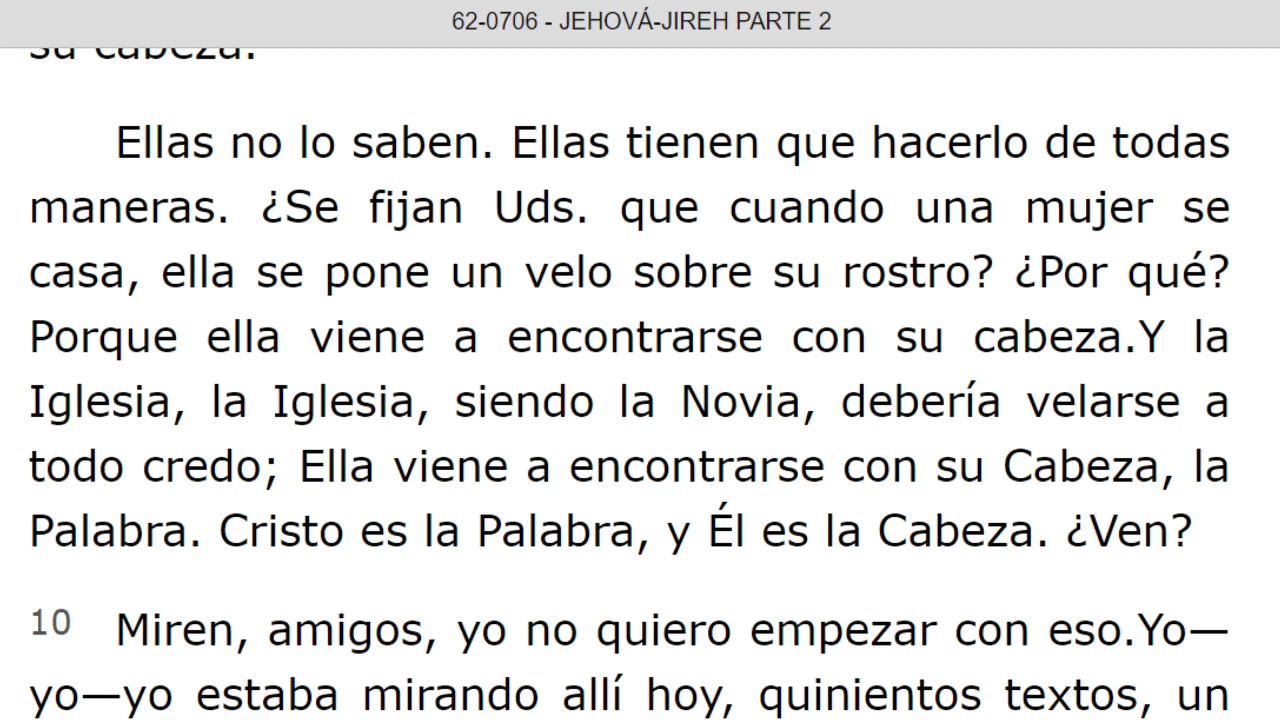 62-0706 - JEHOVÁ-JIREH PARTE 2
su cabeza.
Ellas no lo saben. Ellas tienen que hacerlo de todas
maneras. ¿Se fijan Uds. que cuando una mujer se
casa, ella se pone un velo sobre su rostro? ¿Por qué?
Porque ella viene a encontrarse con su cabeza.Y la
Iglesia, la Iglesia, siendo la Novia, debería velarse a
todo credo; Ella viene a encontrarse con su Cabeza, la
Palabra. Cristo es la Palabra, y Él es la Cabeza. ¿Ven?
10 Miren, amigos, yo no quiero empezar con eso.Yo—
yo—yo estaba mirando allí hoy, quinientos textos, un